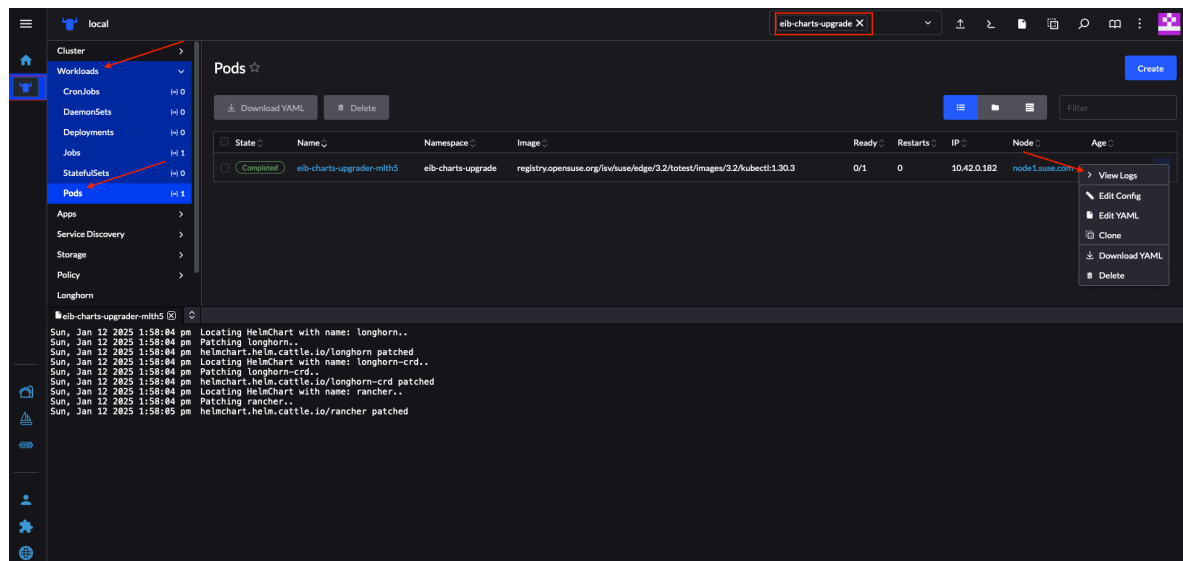 local
eib-charts-upgrade
Cluster
Workloads
CronJobs 0
DaemonSets 0
Deployments 0
Jobs 1
StatefulSets 0
Pods 1
Apps
Service Discovery
Storage
Policy
Longhorn
Pods
Create
Download YAML Delete
Filter
State Name Namespace Image Ready Restarts IP Node Age
Completed eib-charts-upgrader-mlth5 eib-charts-upgrade registry.opensuse.org/isv/suse/edge/3.2/totest/images/3.2/kubectl:1.30.3 0/1 0 10.42.0.182 node1.suse.com
View Logs
Edit Config
Edit YAML
Clone
Download YAML
Delete
eib-charts-upgrader-mlth5
Sun, Jan 12 2025 1:58:04 pm Locating HelmChart with name: longhorn..
Sun, Jan 12 2025 1:58:04 pm Patching longhorn..
Sun, Jan 12 2025 1:58:04 pm helmchart.helm.cattle.io/longhorn patched
Sun, Jan 12 2025 1:58:04 pm Locating HelmChart with name: longhorn-crd..
Sun, Jan 12 2025 1:58:04 pm Patching longhorn-crd..
Sun, Jan 12 2025 1:58:04 pm helmchart.helm.cattle.io/longhorn-crd patched
Sun, Jan 12 2025 1:58:04 pm Locating HelmChart with name: rancher..
Sun, Jan 12 2025 1:58:04 pm Patching rancher..
Sun, Jan 12 2025 1:58:05 pm helmchart.helm.cattle.io/rancher patched